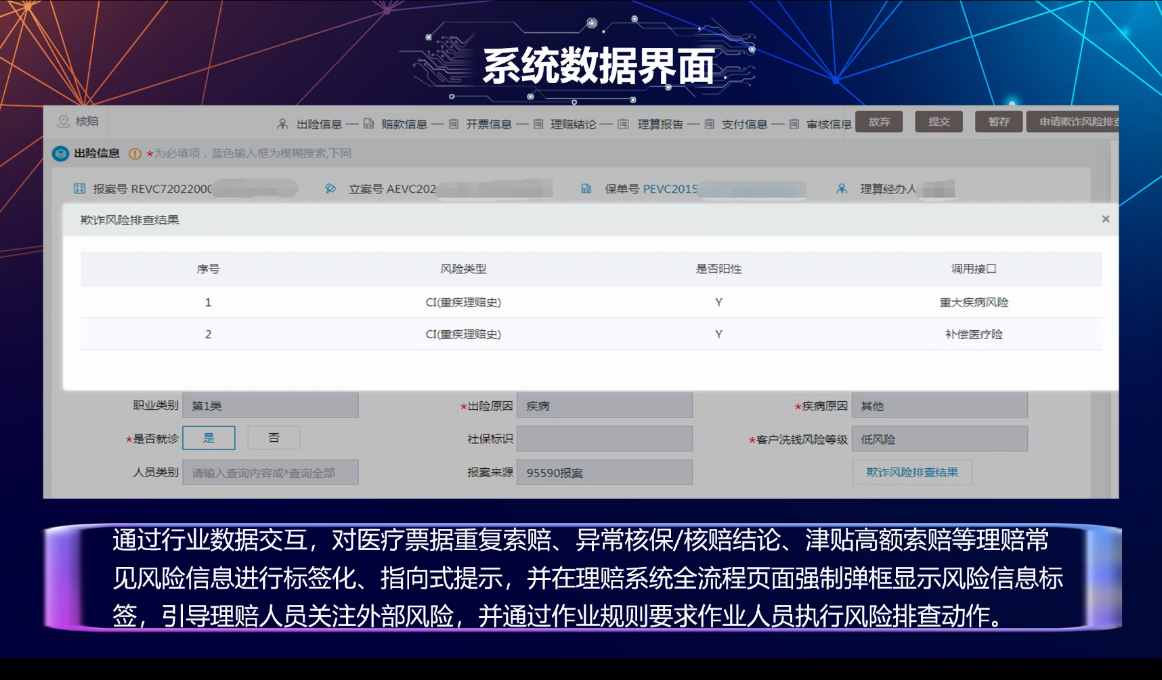 系统数据界面
核赔
出险信息 — 赔款信息 — 开票信息 — 理赔结论 — 理算报告 — 支付信息 — 审核信息 放弃 提交 暂存 申请欺诈风险排查
出险信息 *为必填项，蓝色输入框为模糊搜索,下同
报案号 REVC72022000 立案号 AEVC202 保单号 PEVC2015 理算经办人
欺诈风险排查结果 ×
序号 风险类型 是否阳性 调用接口
1 CI(重疾理赔史) Y 重大疾病风险
2 CI(重疾理赔史) Y 补偿医疗险
职业类别 第1类 *出险原因 疾病 *疾病原因 其他
*是否就诊 是 否 社保标识 *客户洗钱风险等级 低风险
人员类别 请输入查询内容或*查询全部 报案来源 95590报案 欺诈风险排查结果
通过行业数据交互，对医疗票据重复索赔、异常核保/核赔结论、津贴高额索赔等理赔常
见风险信息进行标签化、指向式提示，并在理赔系统全流程页面强制弹框显示风险信息标
签，引导理赔人员关注外部风险，并通过作业规则要求作业人员执行风险排查动作。